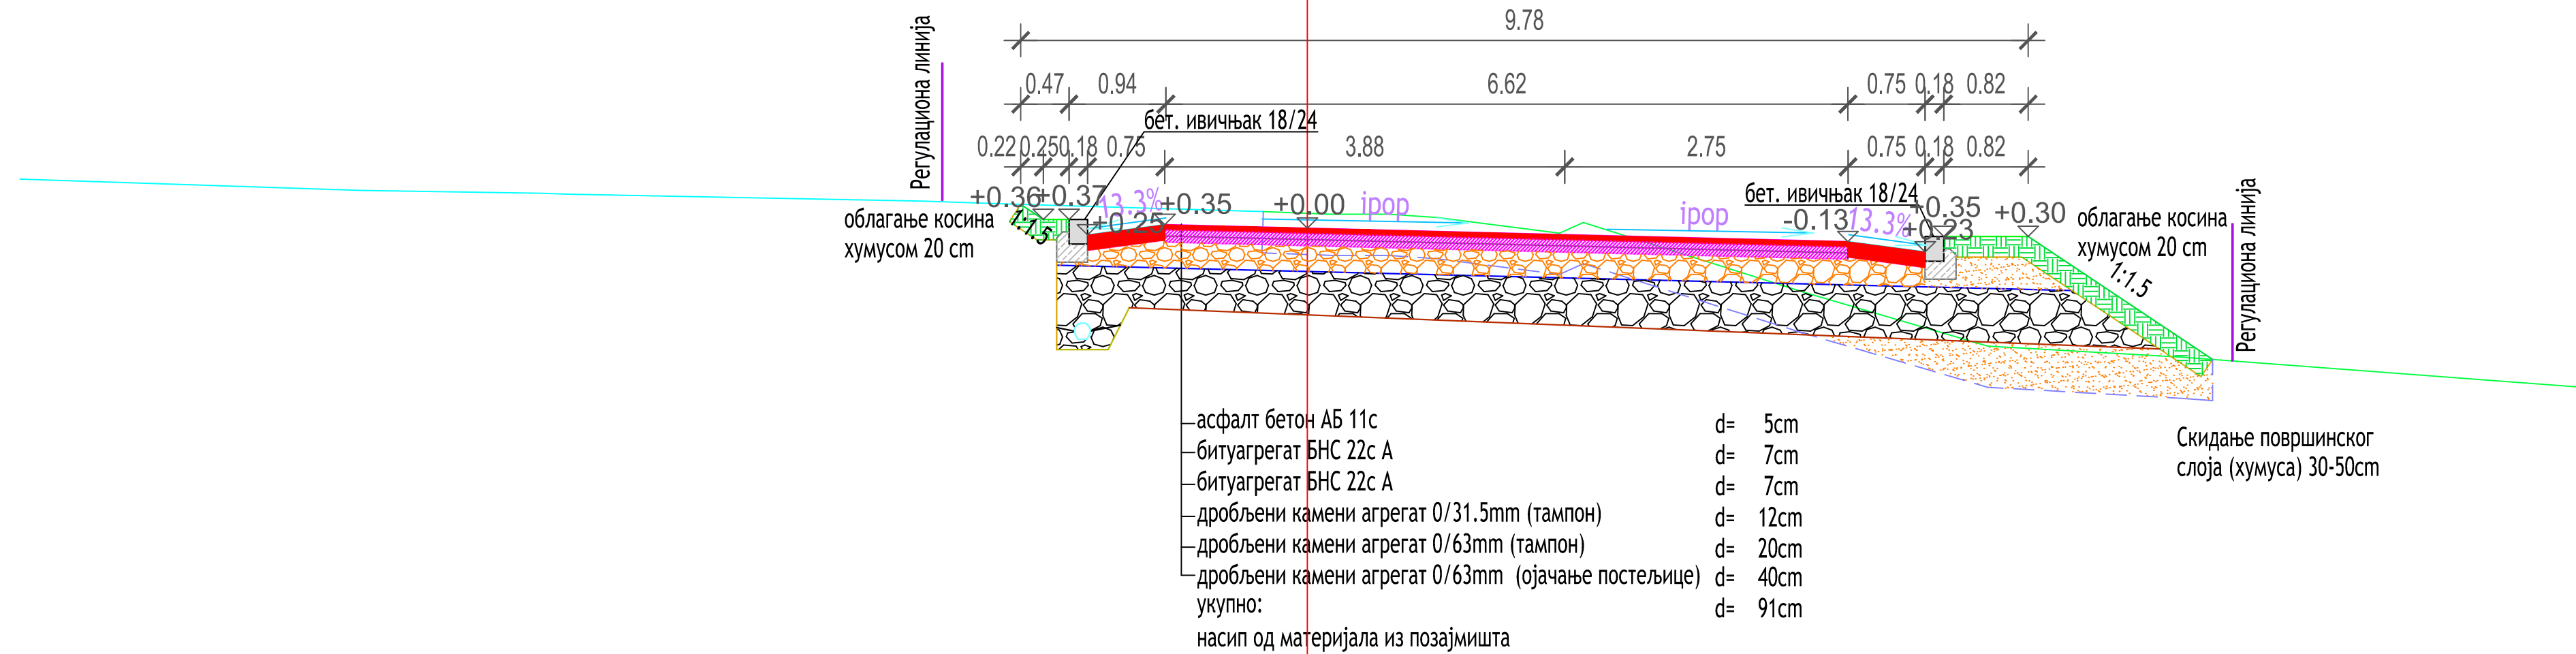 9.78
0.47 0.94 6.62 0.75 0.18 0.82
бет. ивичњак 18/24
0.22 0.25 0.18 0.75 3.88 2.75 0.75 0.18 0.82
Регулациона линија
+0.36 +0.37 13.3% +0.35 +0.00 ipop
+0.25
1:1.5
облагање косина
хумусом 20 cm
бет. ивичњак 18/24
ipop -0.13 13.3% +0.35 +0.30
+0.23
облагање косина
хумусом 20 cm
1:1.5
Регулациона линија
асфалт бетон АБ 11с d= 5cm
битуагрегат БНС 22с А d= 7cm
битуагрегат БНС 22с А d= 7cm
дробљени камени агрегат 0/31.5mm (тампон) d= 12cm
дробљени камени агрегат 0/63mm (тампон) d= 20cm
дробљени камени агрегат 0/63mm (ојачање постељице) d= 40cm
укупно: d= 91cm
насип од материјала из позајмишта
Скидање површинског
слоја (хумуса) 30-50cm